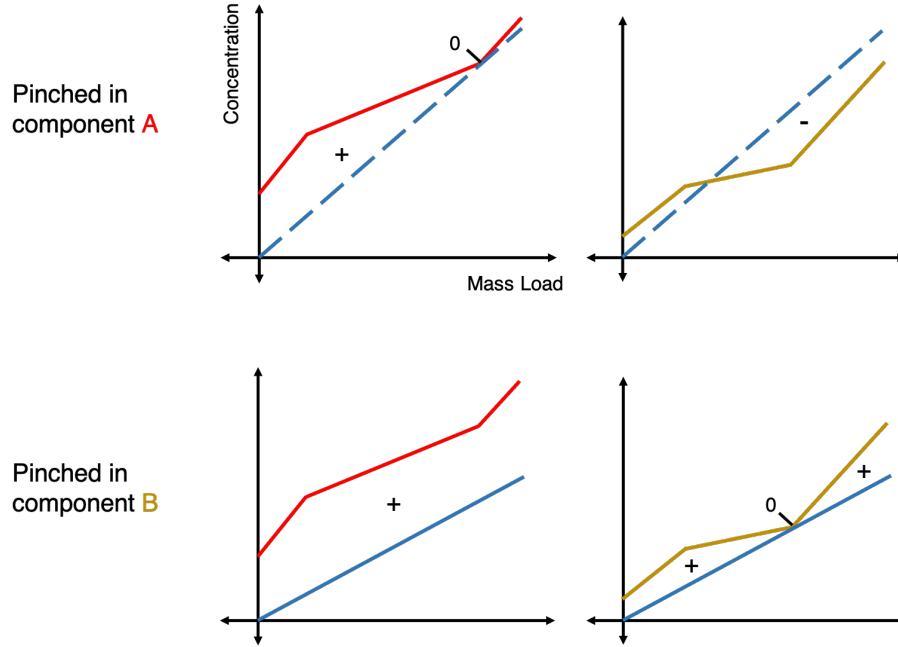 Concentration
0
Pinched in
component A
+
-
Mass Load
Pinched in
component B
+
0
+
+